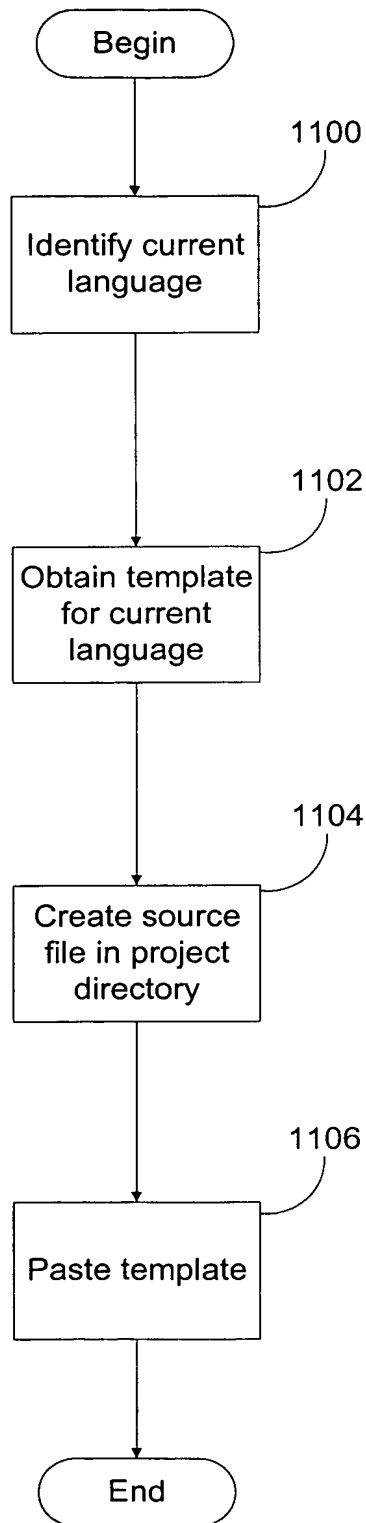 Begin
1100
Identify current
language
1102
Obtain template
for current
language
1104
Create source
file in project
directory
1106
Paste template
End